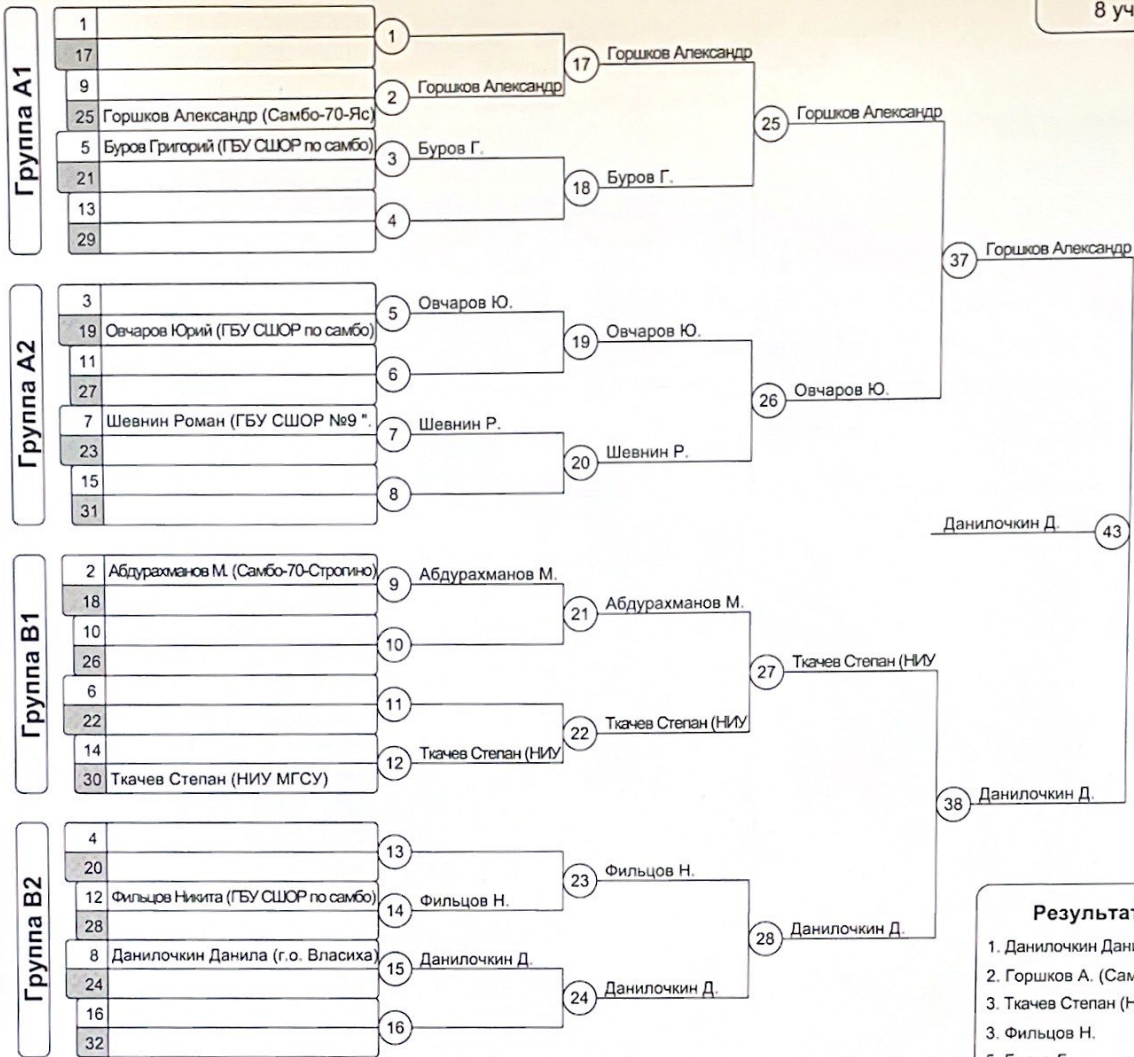 8 уч
Группа A1
1
17
9
25 Горшков Александр (Самбо-70-Яс)
5 Буров Григорий (ГБУ СШОР по самбо)
21
13
29
1
2 Горшков Александр
3 Буров Г.
4
17 Горшков Александр
18 Буров Г.
25 Горшков Александр
Группа A2
3
19 Овчаров Юрий (ГБУ СШОР по самбо)
11
27
7 Шевнин Роман (ГБУ СШОР №9 ".
23
15
31
5 Овчаров Ю.
6
7 Шевнин Р.
8
19 Овчаров Ю.
20 Шевнин Р.
26 Овчаров Ю.
37 Горшков Александр
Группа B1
2 Абдурахманов М. (Самбо-70-Строгино)
18
10
26
6
22
14
30 Ткачев Степан (НИУ МГСУ)
9 Абдурахманов М.
10
11
12 Ткачев Степан (НИУ
21 Абдурахманов М.
22 Ткачев Степан (НИУ
27 Ткачев Степан (НИУ
Группа B2
4
20
12 Фильцов Никита (ГБУ СШОР по самбо)
28
8 Данилочкин Данила (г.о. Власиха)
24
16
32
13
14 Фильцов Н.
15 Данилочкин Д.
16
23 Фильцов Н.
24 Данилочкин Д.
28 Данилочкин Д.
38 Данилочкин Д.
Данилочкин Д. 43
Результат
1. Данилочкин Дани
2. Горшков А. (Сам
3. Ткачев Степан (Н
3. Фильцов Н.